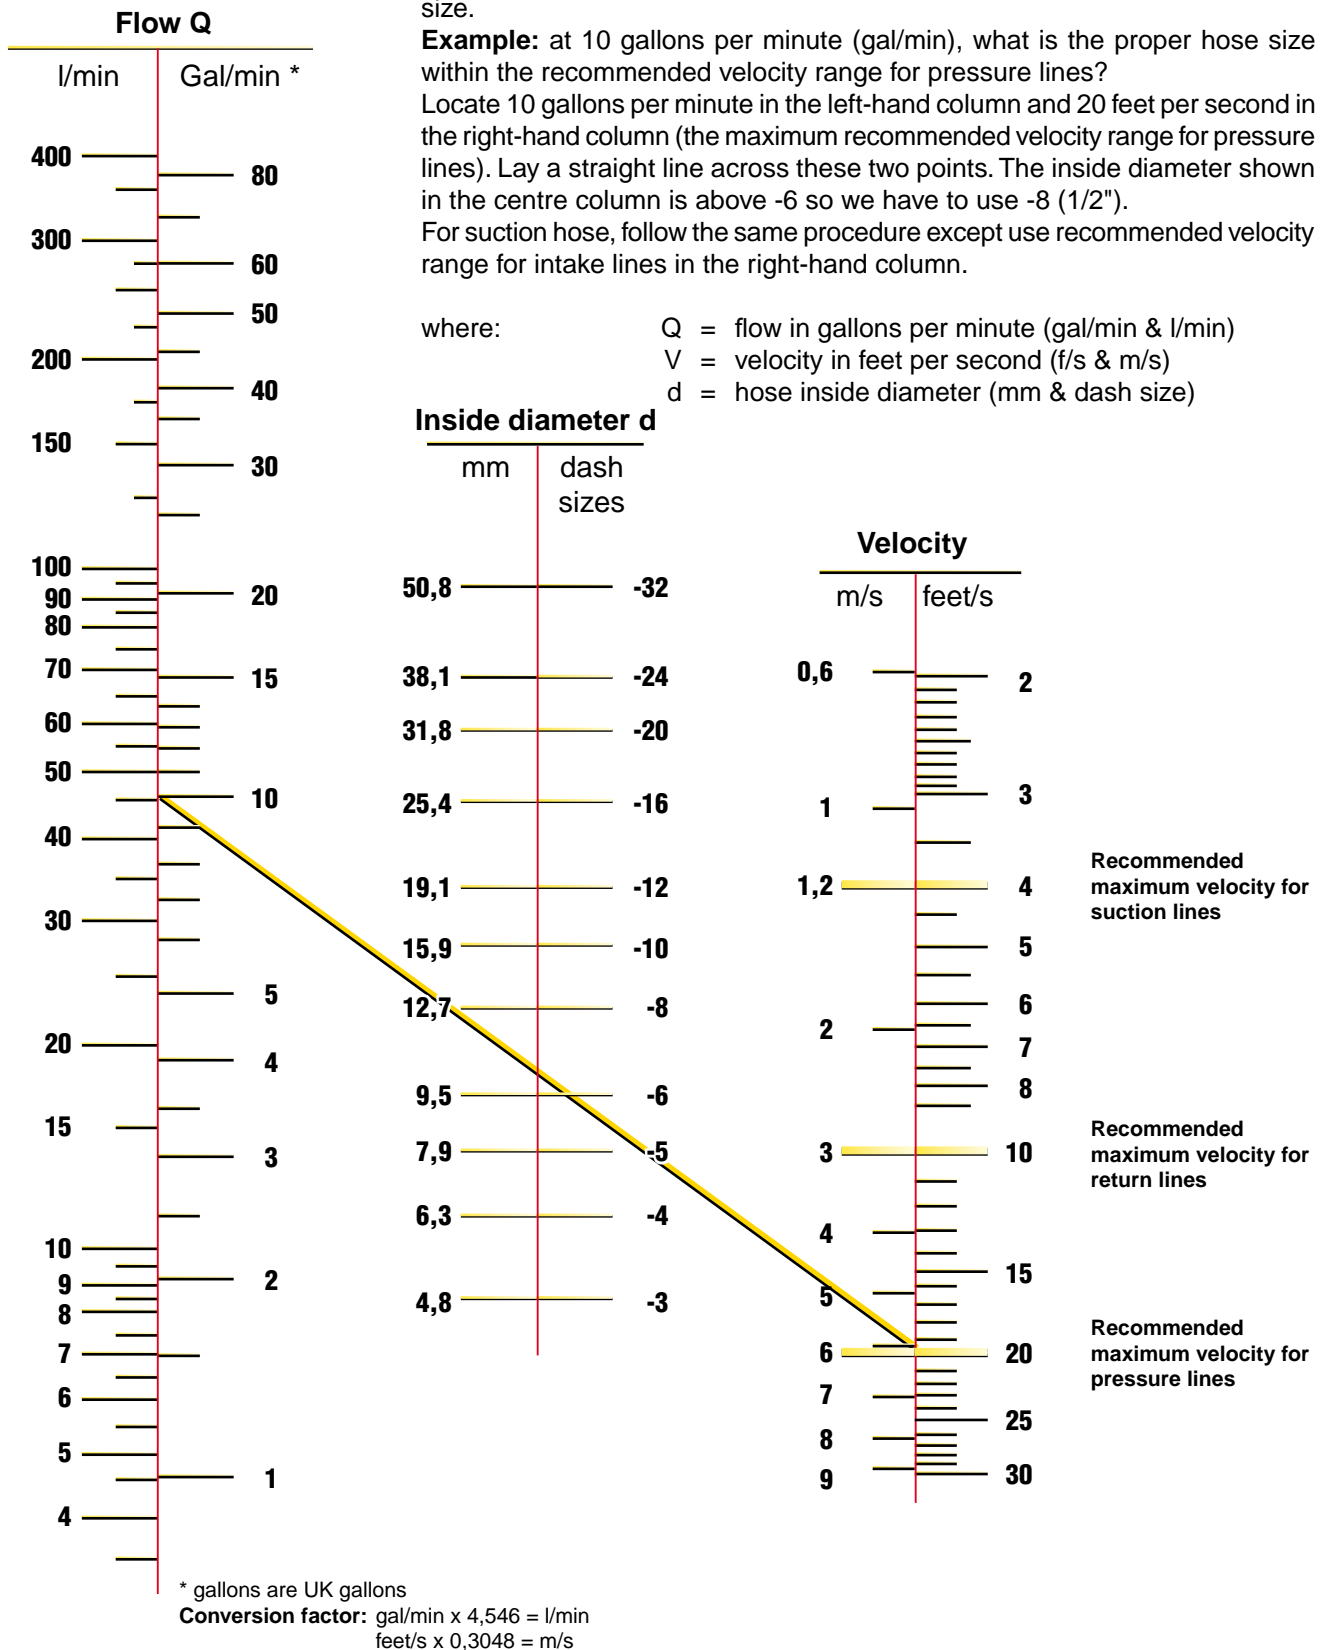 size.
Flow Q
Example: at 10 gallons per minute (gal/min), what is the proper hose size
within the recommended velocity range for pressure lines?
Locate 10 gallons per minute in the left-hand column and 20 feet per second in
the right-hand column (the maximum recommended velocity range for pressure
lines). Lay a straight line across these two points. The inside diameter shown
in the centre column is above -6 so we have to use -8 (1/2").
For suction hose, follow the same procedure except use recommended velocity
range for intake lines in the right-hand column.
where: Q = flow in gallons per minute (gal/min & l/min)
V = velocity in feet per second (f/s & m/s)
d = hose inside diameter (mm & dash size)
l/min Gal/min *
400
80
300
60
50
200
40
150
30
100
90
20
80
70
15
60
50
10
40
30
5
20
4
15
3
10
9
2
8
7
6
5
1
4
Inside diameter d
mm dash
sizes
50,8 -32
38,1 -24
31,8 -20
25,4 -16
19,1 -12
15,9 -10
12,7 -8
9,5 -6
7,9 -5
6,3 -4
4,8 -3
Velocity
m/s feet/s
0,6 2
3
1
1,2 4
5
6
2
7
8
3 10
4
15
5
6 20
7
25
8
9 30
Recommended
maximum velocity for
suction lines
Recommended
maximum velocity for
return lines
Recommended
maximum velocity for
pressure lines
* gallons are UK gallons
Conversion factor: gal/min x 4,546 = l/min
feet/s x 0,3048 = m/s